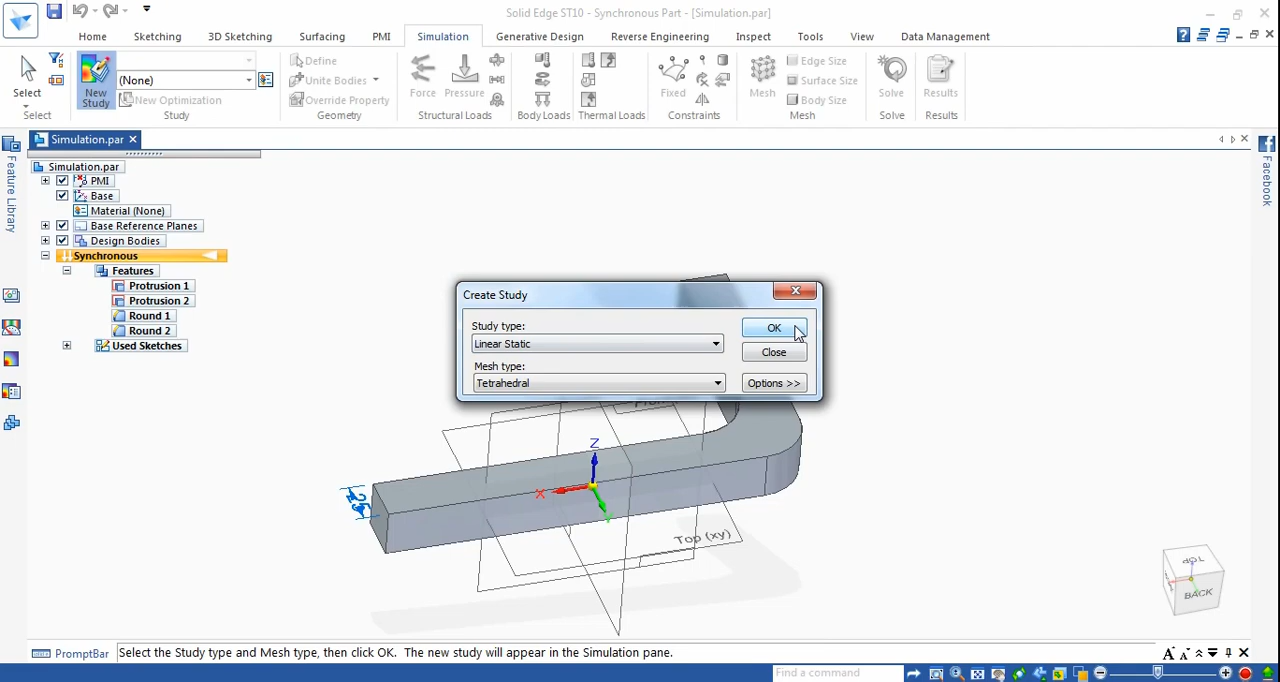 Solid Edge ST10 - Synchronous Part - [Simulation.par]
Home Sketching 3D Sketching Surfacing PMI Simulation Generative Design Reverse Engineering Inspect Tools View Data Management
Select
Select
New Study
(None)
New Optimization
Study
Define
Unite Bodies
Override Property
Geometry
Force
Pressure
Structural Loads
Body Loads
Thermal Loads
Fixed
Constraints
Mesh
Edge Size
Surface Size
Body Size
Mesh
Solve
Solve
Results
Results
Simulation.par
Feature Library
Facebook
Simulation.par
PMI
Base
Material (None)
Base Reference Planes
Design Bodies
Synchronous
Features
Protrusion 1
Protrusion 2
Round 1
Round 2
Used Sketches
Create Study
Study type:
Linear Static
OK
Close
Mesh type:
Tetrahedral
Options >>
Z
X
Top (xy)
TOP
BACK
PromptBar
Select the Study type and Mesh type, then click OK. The new study will appear in the Simulation pane.
Find a command